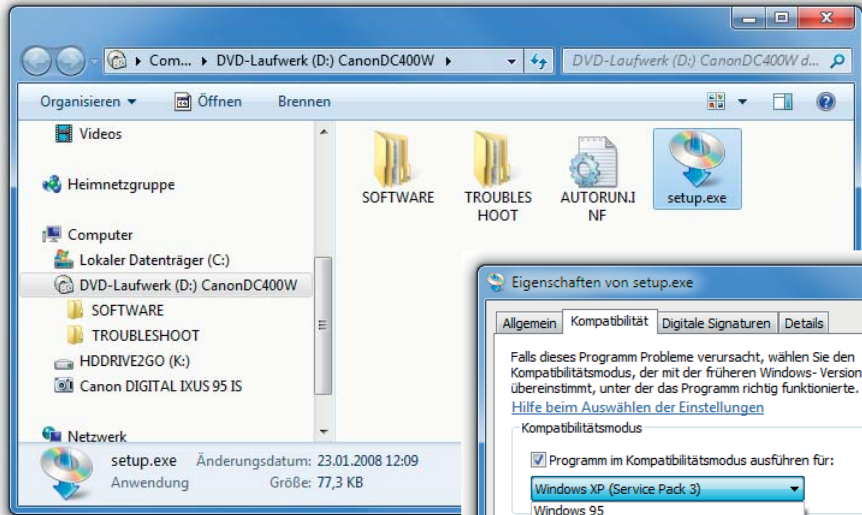 Com... ▸ DVD-Laufwerk (D:) CanonDC400W
DVD-Laufwerk (D:) CanonDC400W d...
Organisieren Öffnen Brennen
Videos
Heimnetzgruppe
Computer
Lokaler Datenträger (C:)
DVD-Laufwerk (D:) CanonDC400W
SOFTWARE
TROUBLESHOOT
HDDRIVE2GO (K:)
Canon DIGITAL IXUS 95 IS
Netzwerk
SOFTWARE
TROUBLES
HOOT
AUTORUN.I
NF
setup.exe
setup.exe Änderungsdatum: 23.01.2008 12:09
Anwendung Größe: 77,3 KB
Eigenschaften von setup.exe
Allgemein Kompatibilität Digitale Signaturen Details
Falls dieses Programm Probleme verursacht, wählen Sie den
Kompatibilitätsmodus, der mit der früheren Windows-Version
übereinstimmt, unter der das Programm richtig funktionierte.
Hilfe beim Auswählen der Einstellungen
Kompatibilitätsmodus
Programm im Kompatibilitätsmodus ausführen für:
Windows XP (Service Pack 3)
Windows 95